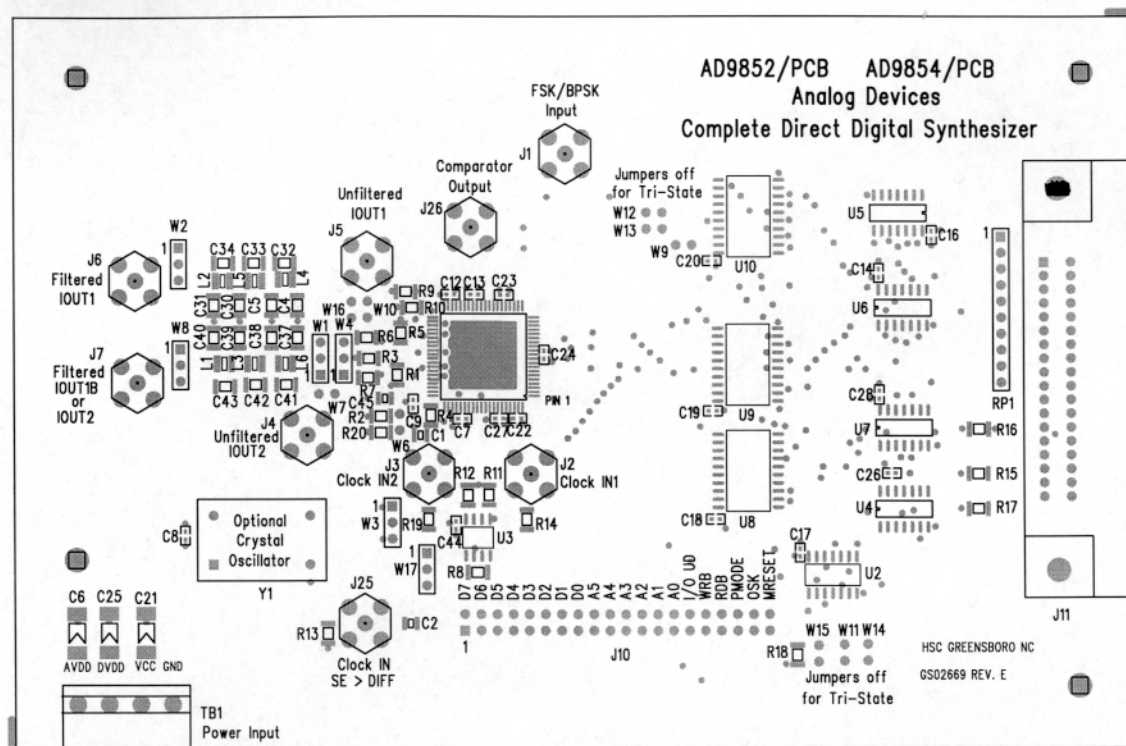 AD9852/PCB AD9854/PCB
Analog Devices
Complete Direct Digital Synthesizer
FSK/BPSK
Input
J1
Comparator
Output
J26
Unfiltered
IOUT1
J5
Jumpers off
for Tri-State
W12
W13
W9
C20
U10
U5
C16
C14
U6
1
RP1
W2
1
J6
Filtered
IOUT1
C34 C33 C32
L2 L5 L4
C31 C30 C5 C4
C40 C39 C38 C37
L1 L3 L6
C43 C42 C41
W8
1
J7
Filtered
IOUT1B
or
IOUT2
W16
W1 W4
1
W10
R9
R10
R6
R5
R3
R1
R7
C45
R2
R20
W7
W6
C9
R4
C1
C12 C13 C23
C24
PIN 1
C7 C27 C22
J4
Unfiltered
IOUT2
J3
Clock IN2
R12 R11
J2
Clock IN1
C19
U9
C28
U7
R16
C26
R15
U4
R17
C18
U8
1
W3
R19
C44
U3
R14
1
W17
R8
C8
Optional
Crystal
Oscillator
Y1
C17
U2
J11
J25
R13
C2
Clock IN
SE > DIFF
D7 D6 D5 D4 D3 D2 D1 D0 A5 A4 A3 A2 A1 A0 I/O UD WRB RDB PMODE OSK MRESET
1
J10
W15 W11 W14
R18
Jumpers off
for Tri-State
HSC GREENSBORO NC
GS02669 REV. E
C6 C25 C21
AVDD DVDD VCC GND
TB1
Power Input